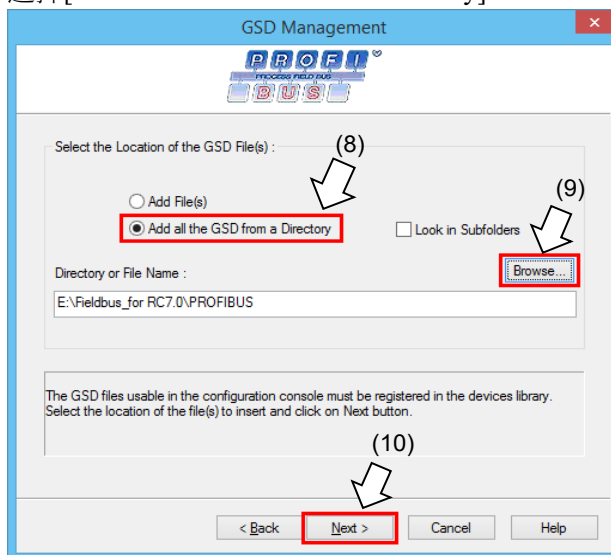 GSD Management
PROFI
PROCESS FIELD BUS
BUS
Select the Location of the GSD File(s) :
(8)
Add File(s)
(9)
Add all the GSD from a Directory
Look in Subfolders
Directory or File Name :
Browse...
E:\Fieldbus_for RC7.0\PROFIBUS
The GSD files usable in the configuration console must be registered in the devices library.
Select the location of the file(s) to insert and click on Next button.
(10)
< Back
Next >
Cancel
Help